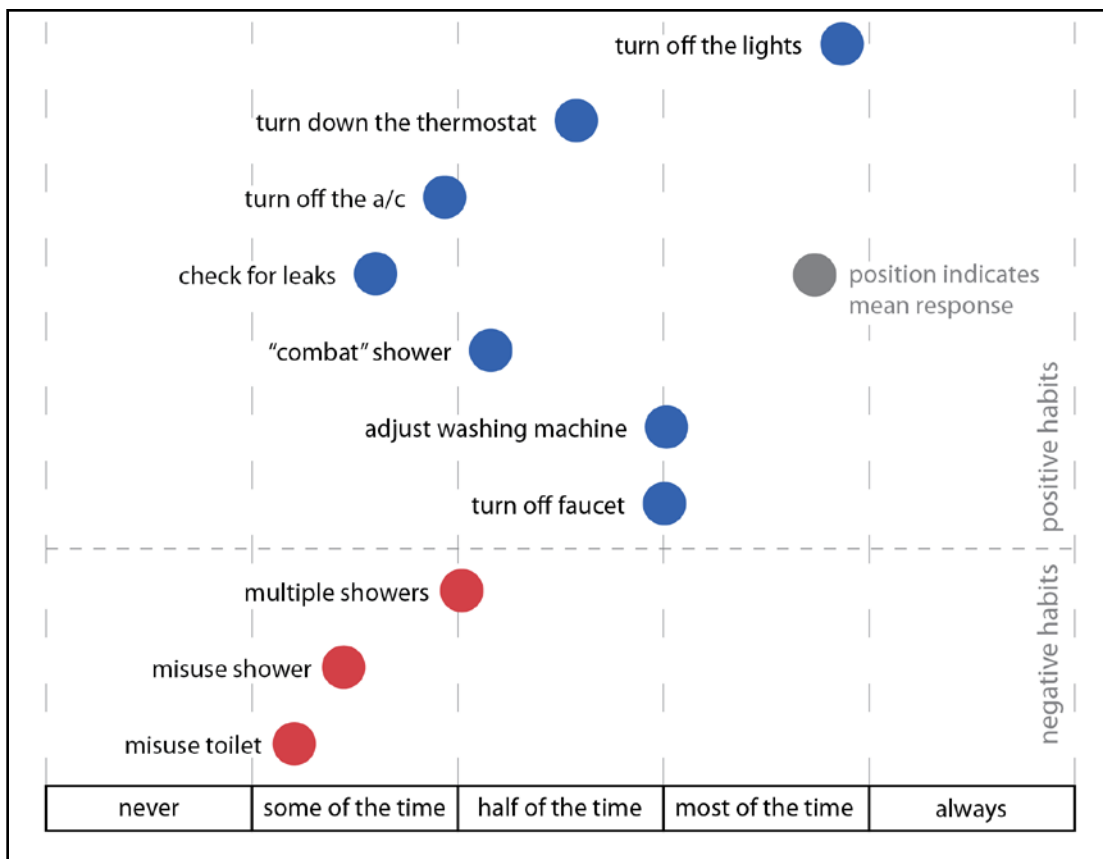 turn off the lights
turn down the thermostat
turn off the a/c
check for leaks
position indicates
mean response
“combat” shower
adjust washing machine
turn off faucet
positive habits
multiple showers
misuse shower
misuse toilet
negative habits
never
some of the time
half of the time
most of the time
always